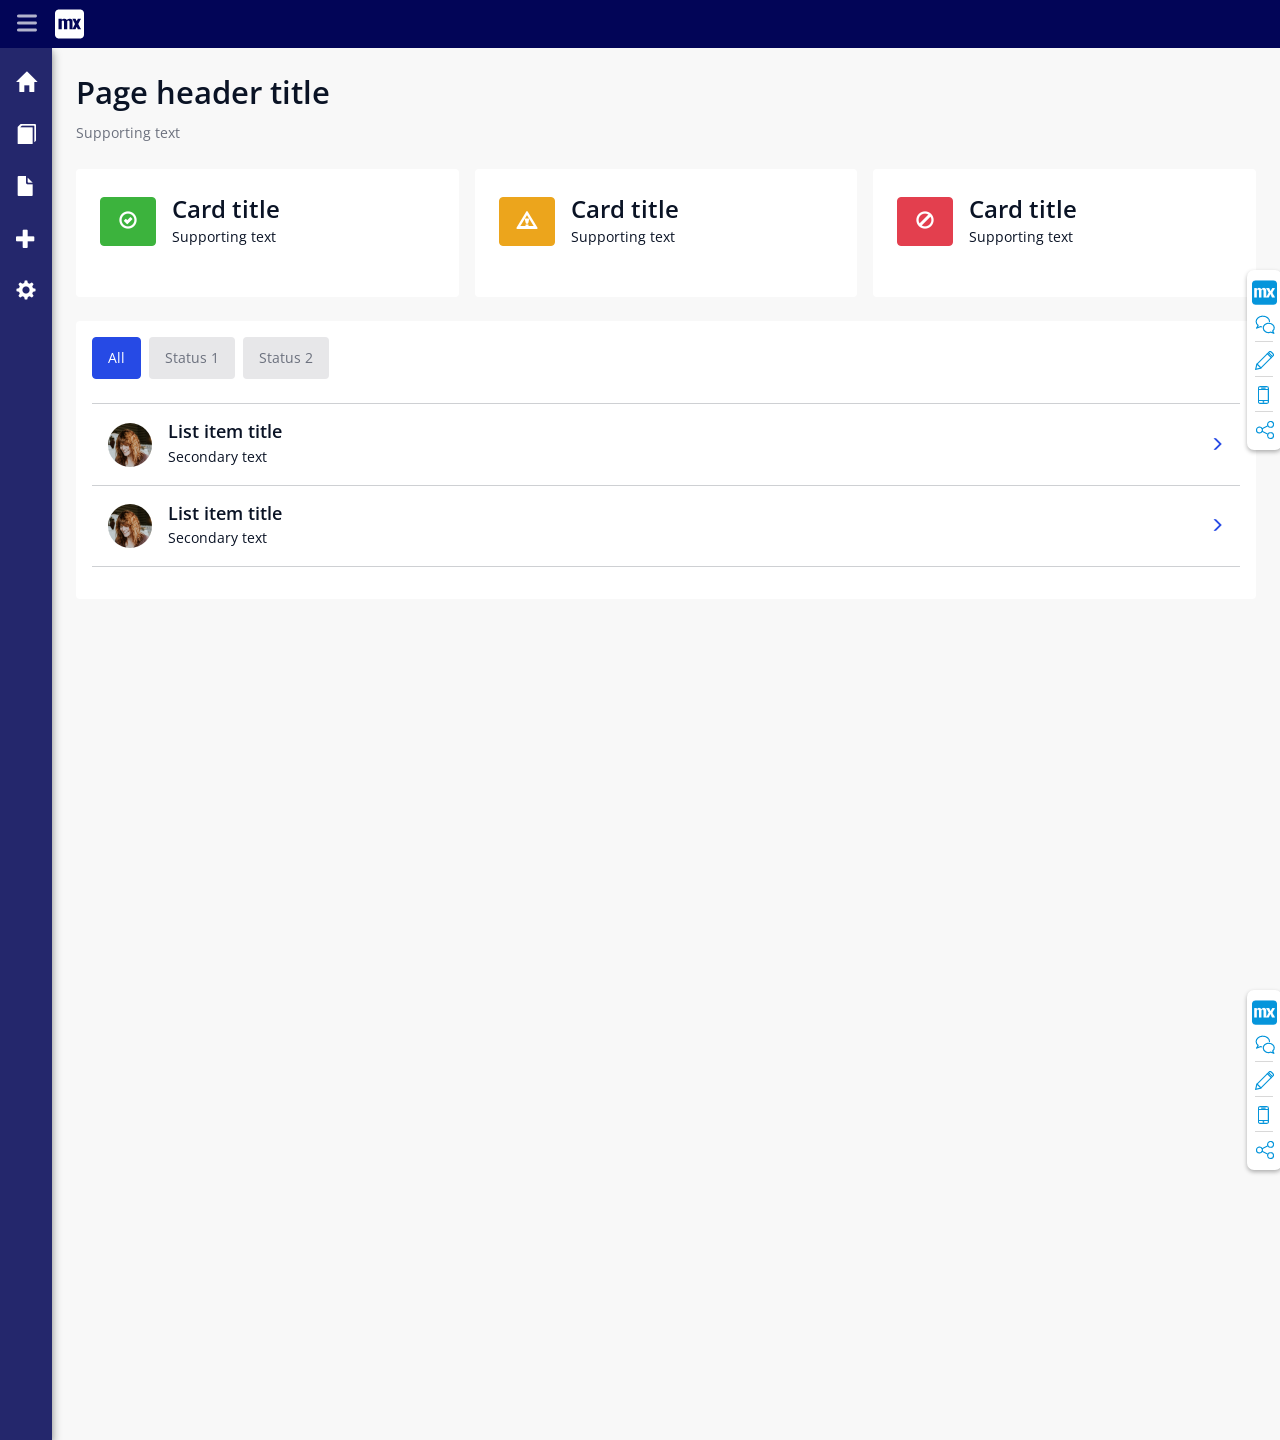 mx
Page header title
Supporting text
Card title
Supporting text
Card title
Supporting text
Card title
Supporting text
mx
All
Status 1
Status 2
List item title
Secondary text
List item title
Secondary text
mx